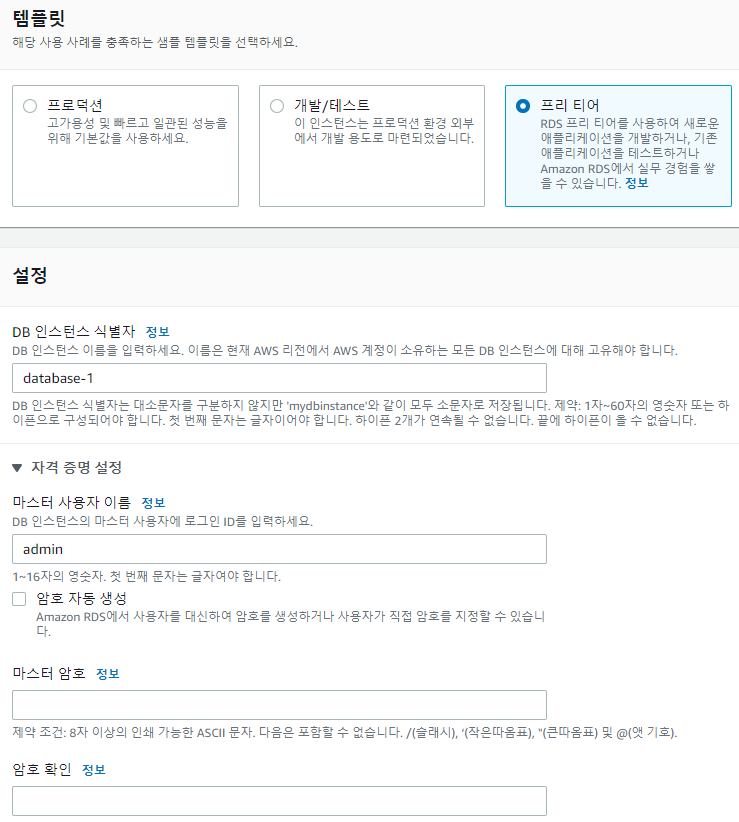 템플릿
해당 사용 사례를 충족하는 샘플 템플릿을 선택하세요.
프로덕션
고가용성 및 빠르고 일관된 성능을
위해 기본값을 사용하세요.
개발/테스트
이 인스턴스는 프로덕션 환경 외부
에서 개발 용도로 마련되었습니다.
프리 티어
RDS 프리 티어를 사용하여 새로운
애플리케이션을 개발하거나, 기존
애플리케이션을 테스트하거나
Amazon RDS에서 실무 경험을 쌓
을 수 있습니다. 정보
설정
DB 인스턴스 식별자 정보
DB 인스턴스 이름을 입력하세요. 이름은 현재 AWS 리전에서 AWS 계정이 소유하는 모든 DB 인스턴스에 대해 고유해야 합니다.
database-1
DB 인스턴스 식별자는 대소문자를 구분하지 않지만 'mydbinstance'와 같이 모두 소문자로 저장됩니다. 제약: 1자~60자의 영숫자 또는 하
이픈으로 구성되어야 합니다. 첫 번째 문자는 글자이어야 합니다. 하이픈 2개가 연속될 수 없습니다. 끝에 하이픈이 올 수 없습니다.
▼ 자격 증명 설정
마스터 사용자 이름 정보
DB 인스턴스의 마스터 사용자에 로그인 ID를 입력하세요.
admin
1~16자의 영숫자. 첫 번째 문자는 글자여야 합니다.
암호 자동 생성
Amazon RDS에서 사용자를 대신하여 암호를 생성하거나 사용자가 직접 암호를 지정할 수 있습니
다.
마스터 암호 정보
제약 조건: 8자 이상의 인쇄 가능한 ASCII 문자. 다음은 포함할 수 없습니다. /(슬래시), '(작은따옴표), "(큰따옴표) 및 @(앳 기호).
암호 확인 정보